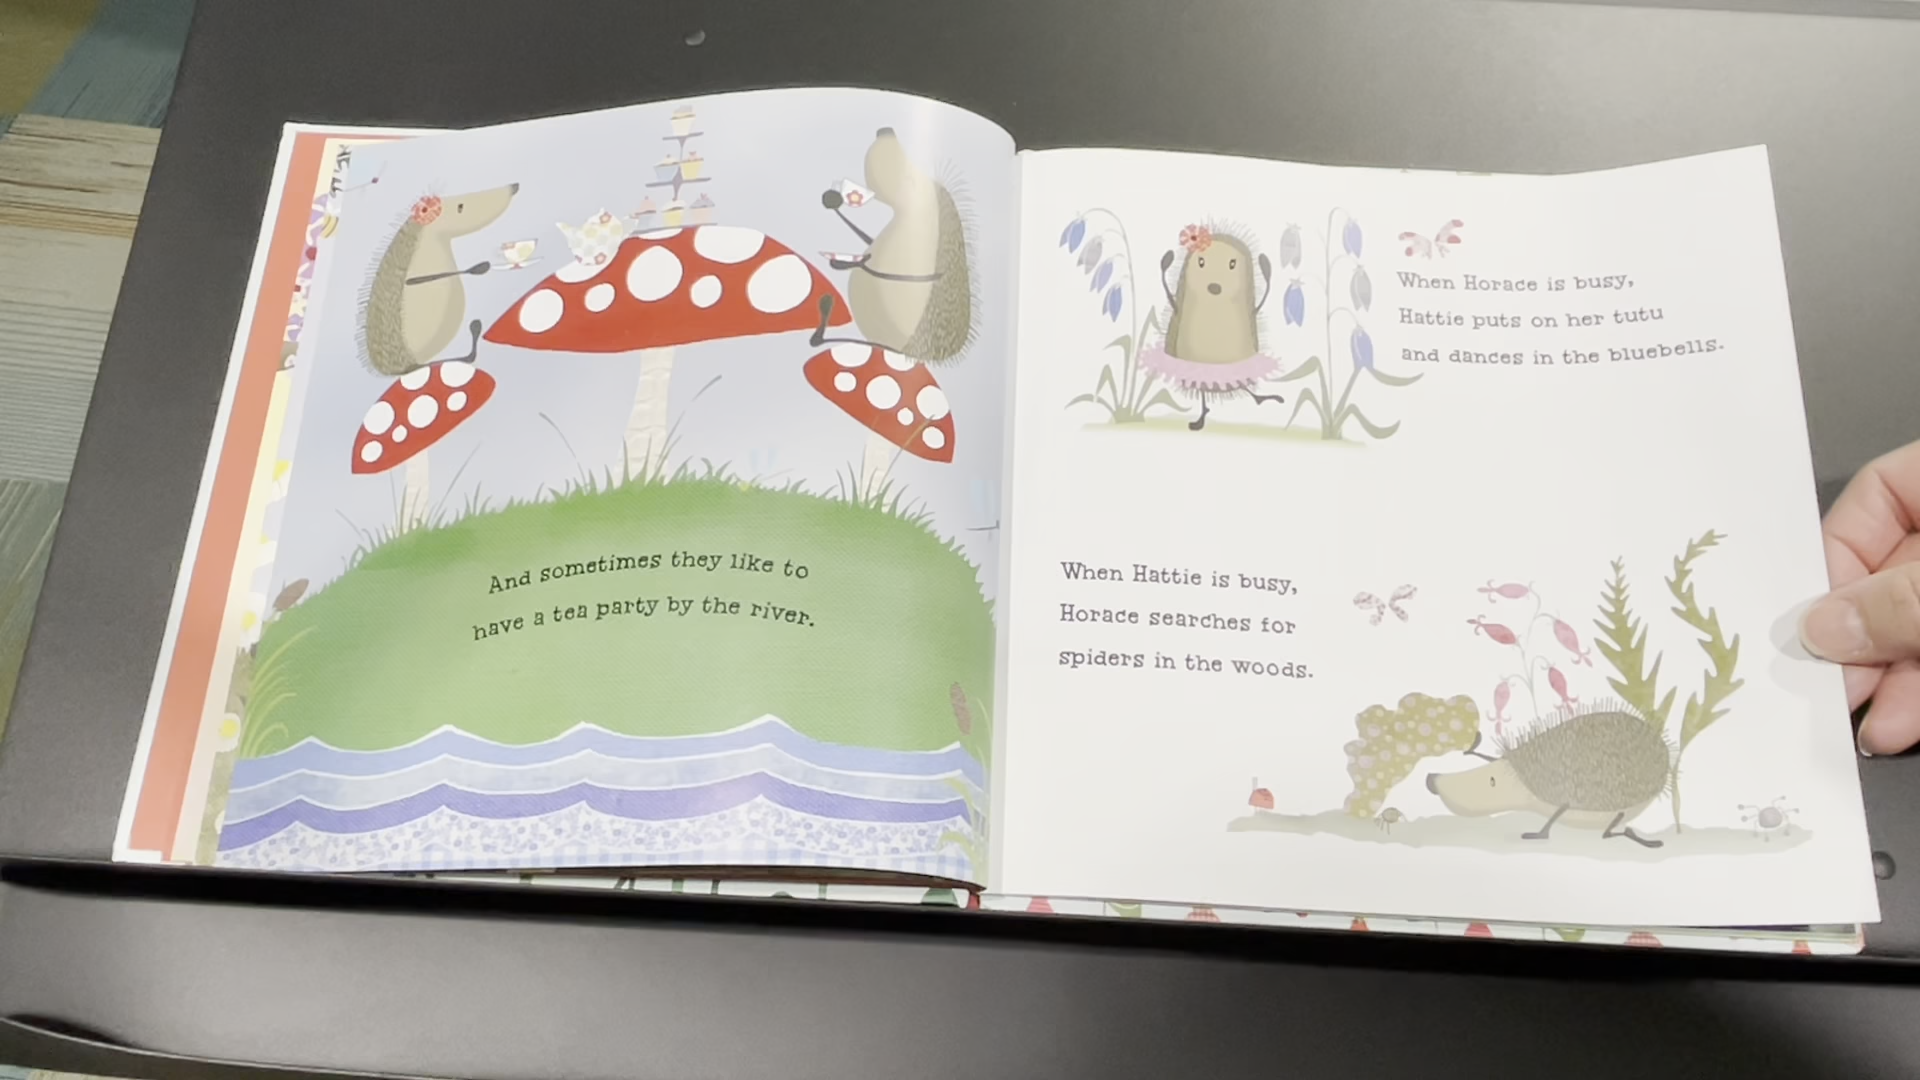 And sometimes they like to
have a tea party by the river.
When Horace is busy,
Hattie puts on her tutu
and dances in the bluebells.
When Hattie is busy,
Horace searches for
spiders in the woods.